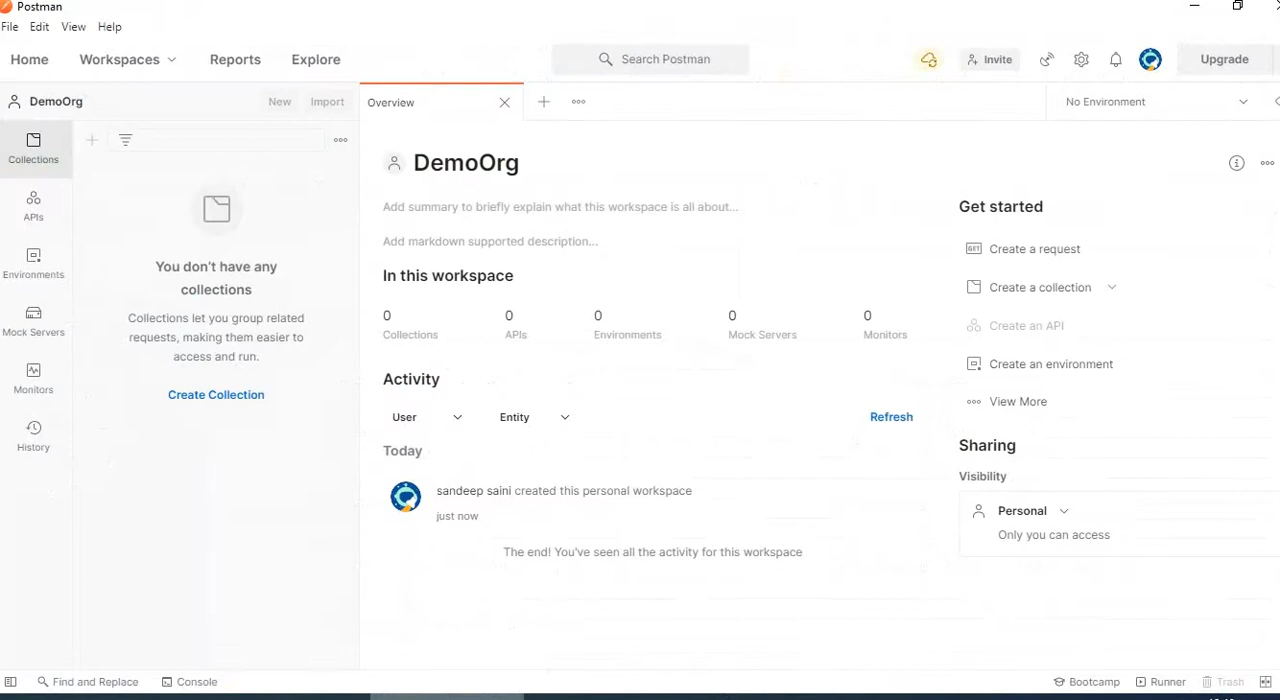 Postman
File Edit View Help
Home Workspaces Reports Explore Search Postman Invite Upgrade
DemoOrg New Import Overview No Environment
Collections
APIs
Environments
Mock Servers
Monitors
History
You don't have any
collections
Collections let you group related
requests, making them easier to
access and run.
Create Collection
DemoOrg
Add summary to briefly explain what this workspace is all about...
Add markdown supported description...
In this workspace
0 0 0 0 0
Collections APIs Environments Mock Servers Monitors
Activity
User Entity Refresh
Today
sandeep saini created this personal workspace
just now
The end! You've seen all the activity for this workspace
Get started
GET Create a request
Create a collection
Create an API
Create an environment
View More
Sharing
Visibility
Personal
Only you can access
Find and Replace Console Bootcamp Runner Trash